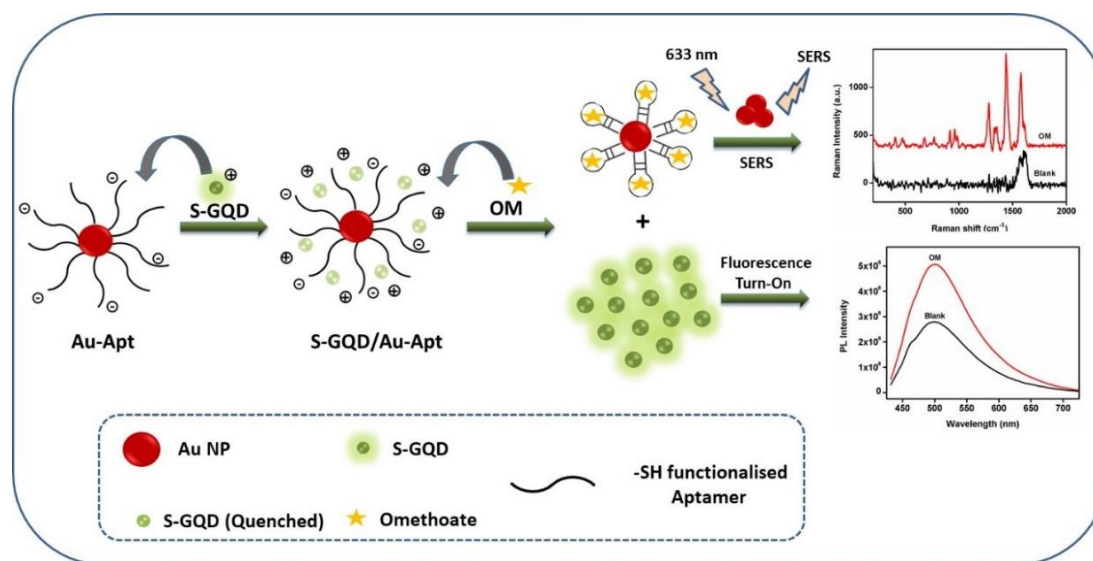 Au-Apt
S-GQD
S-GQD/Au-Apt
OM
633 nm
SERS
SERS
+
Fluorescence
Turn-On
Raman Intensity (a.u.)
1000
500
0
OM
Blank
500 1000 1500 2000
Raman shift (cm⁻¹)
PL Intensity
5x10⁶
4x10⁶
3x10⁶
2x10⁶
1x10⁶
0
OM
Blank
450 500 550 600 650 700
Wavelength (nm)
Au NP
S-GQD
-SH functionalised
Aptamer
S-GQD (Quenched)
Omethoate